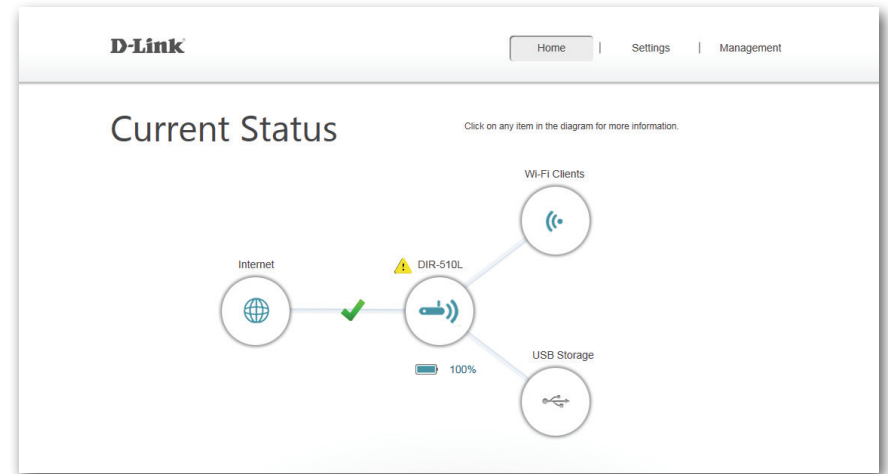 D-Link
Home | Settings | Management
Current Status
Click on any item in the diagram for more information.
Wi-Fi Clients
Internet
DIR-510L
100%
USB Storage